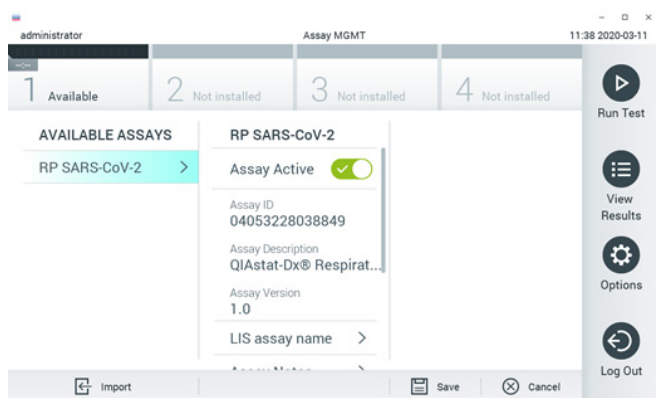 administrator Assay MGMT 11:38 2020-03-11
1 Available 2 Not installed 3 Not installed 4 Not installed
Run Test
AVAILABLE ASSAYS RP SARS-CoV-2
RP SARS-CoV-2 Assay Active
Assay ID
04053228038849
View
Results
Assay Description
QIAstat-Dx® Respirat...
Options
Assay Version
1.0
LIS assay name
Log Out
Import Save Cancel